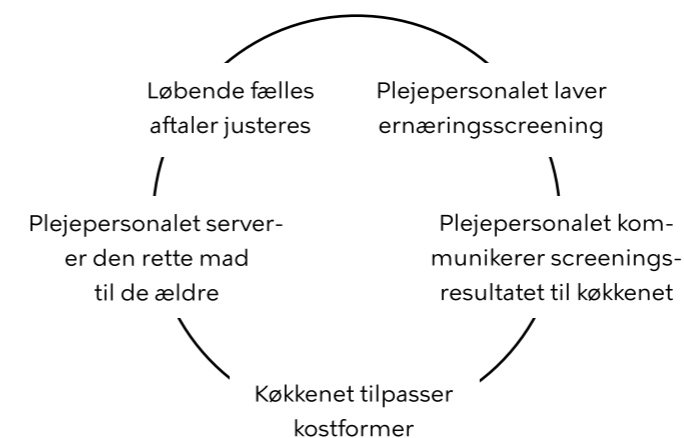 Løbende fælles
aftaler justeres
Plejepersonalet laver
ernæringsscreening
Plejepersonalet kom-
munikerer screenings-
resultatet til køkkenet
Køkkenet tilpasser
kostformer
Plejepersonalet server-
er den rette mad
til de ældre